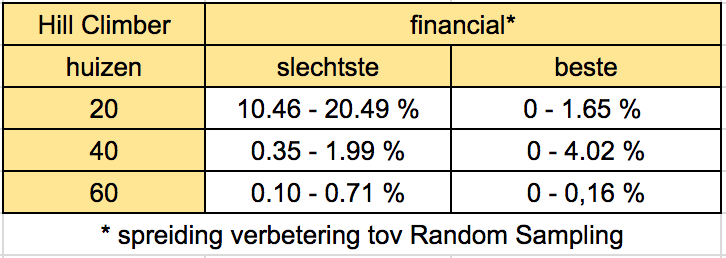 Hill Climber financial*
huizen slechtste beste
20 10.46 - 20.49 % 0 - 1.65 %
40 0.35 - 1.99 % 0 - 4.02 %
60 0.10 - 0.71 % 0 - 0,16 %
* spreiding verbetering tov Random Sampling